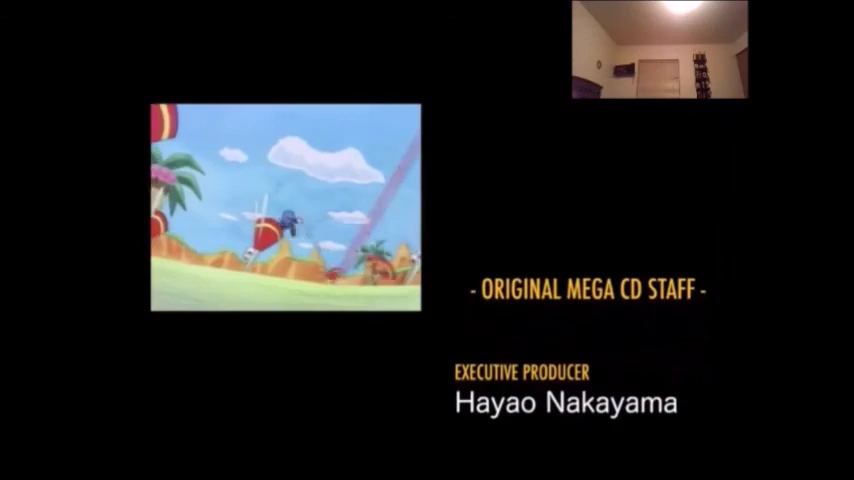 - ORIGINAL MEGA CD STAFF -
EXECUTIVE PRODUCER
Hayao Nakayama